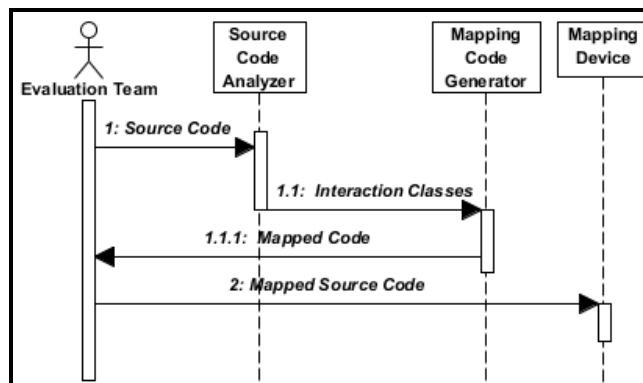 Evaluation Team
Source
Code
Analyzer
Mapping
Code
Generator
Mapping
Device
1: Source Code
1.1: Interaction Classes
1.1.1: Mapped Code
2: Mapped Source Code